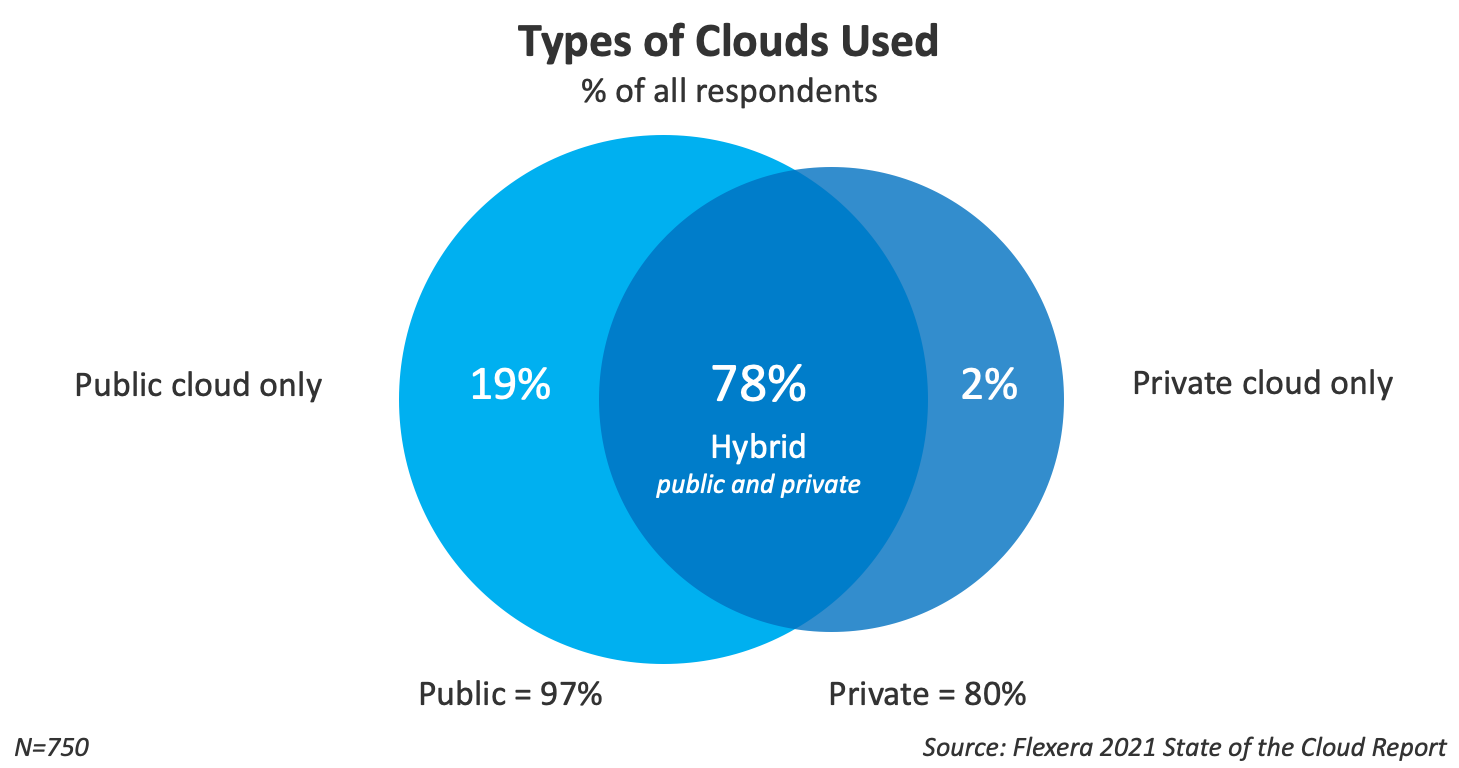 Types of Clouds Used
% of all respondents
Public cloud only
19%
78%
2%
Private cloud only
Hybrid
public and private
Public = 97%
Private = 80%
N=750
Source: Flexera 2021 State of the Cloud Report